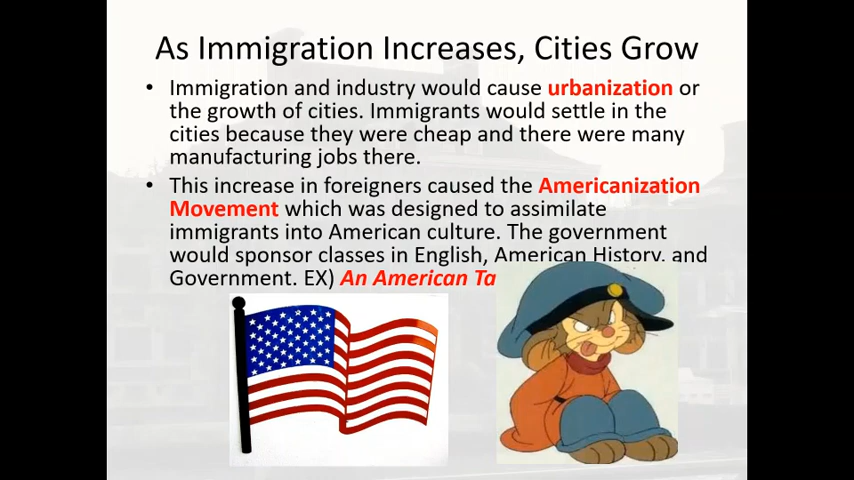 As Immigration Increases, Cities Grow
• Immigration and industry would cause urbanization or
the growth of cities. Immigrants would settle in the
cities because they were cheap and there were many
manufacturing jobs there.
• This increase in foreigners caused the Americanization
Movement which was designed to assimilate
immigrants into American culture. The government
would sponsor classes in English, American History, and
Government. EX) An American Ta